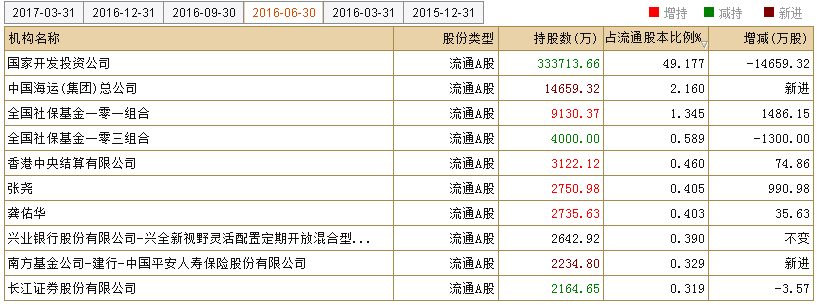 2017-03-31 2016-12-31 2016-09-30 2016-06-30 2016-03-31 2015-12-31 增持 减持 新进
机构名称 股份类型 持股数(万) 占流通股本比例% 增减(万股)
国家开发投资公司 流通A股 333713.66 49.177 -14659.32
中国海运(集团)总公司 流通A股 14659.32 2.160 新进
全国社保基金一零一组合 流通A股 9130.37 1.345 1486.15
全国社保基金一零三组合 流通A股 4000.00 0.589 -1300.00
香港中央结算有限公司 流通A股 3122.12 0.460 74.86
张尧 流通A股 2750.98 0.405 990.98
龚佑华 流通A股 2735.63 0.403 35.63
兴业银行股份有限公司-兴全新视野灵活配置定期开放混合型... 流通A股 2642.92 0.390 不变
南方基金公司-建行-中国平安人寿保险股份有限公司 流通A股 2234.80 0.329 新进
长江证券股份有限公司 流通A股 2164.65 0.319 -3.57